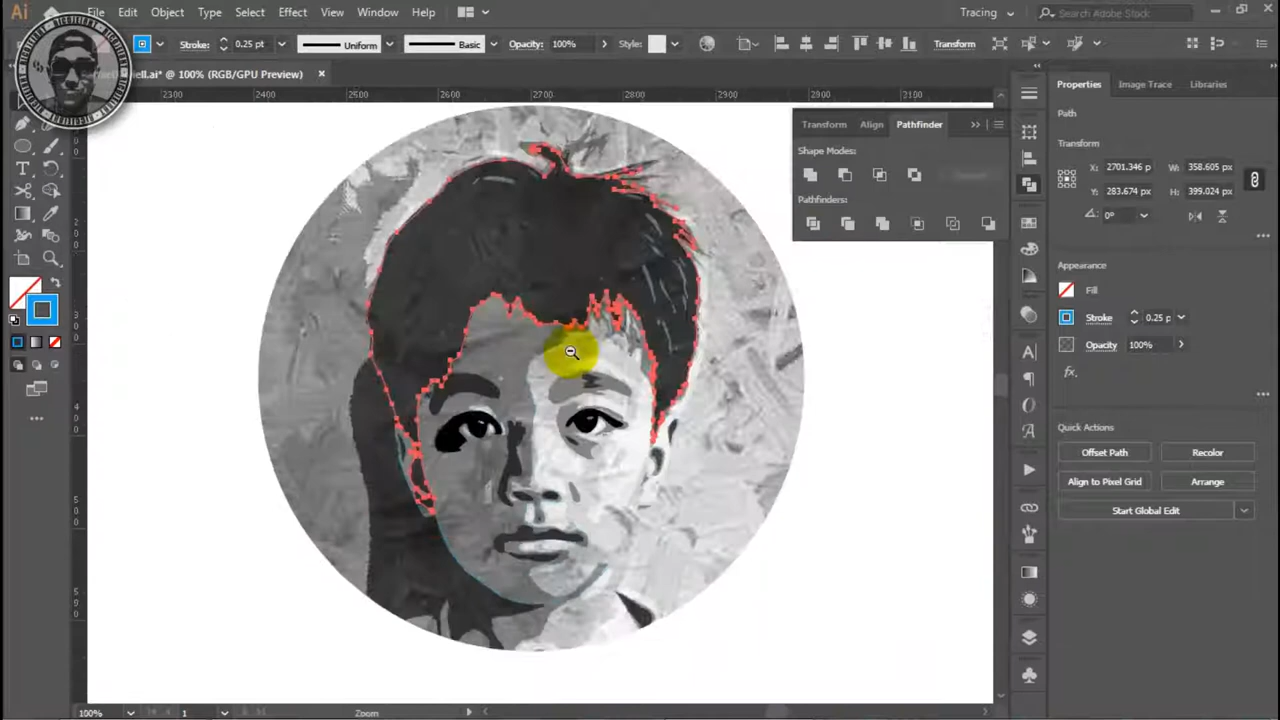 Ai
File
Edit
Object
Type
Select
Effect
View
Window
Help
Tracing
Search Adobe Stock
Stroke:
0.25 pt
Uniform
Basic
Opacity:
100%
Style:
Transform
ell.ai* @ 100% (RGB/GPU Preview)
2300
2400
2500
2600
2700
2800
2900
3000
3100
Transform
Align
Pathfinder
Shape Modes:
Pathfinders:
Properties
Image Trace
Libraries
Path
Transform
X:
2701.346 p
W:
358.605 p
Y:
283.674 px
H:
399.024 px
0°
Appearance
Fill
Stroke
0.25 p
Opacity
100%
fx.
Quick Actions
Offset Path
Recolor
Align to Pixel Grid
Arrange
Start Global Edit
100%
1
Zoom